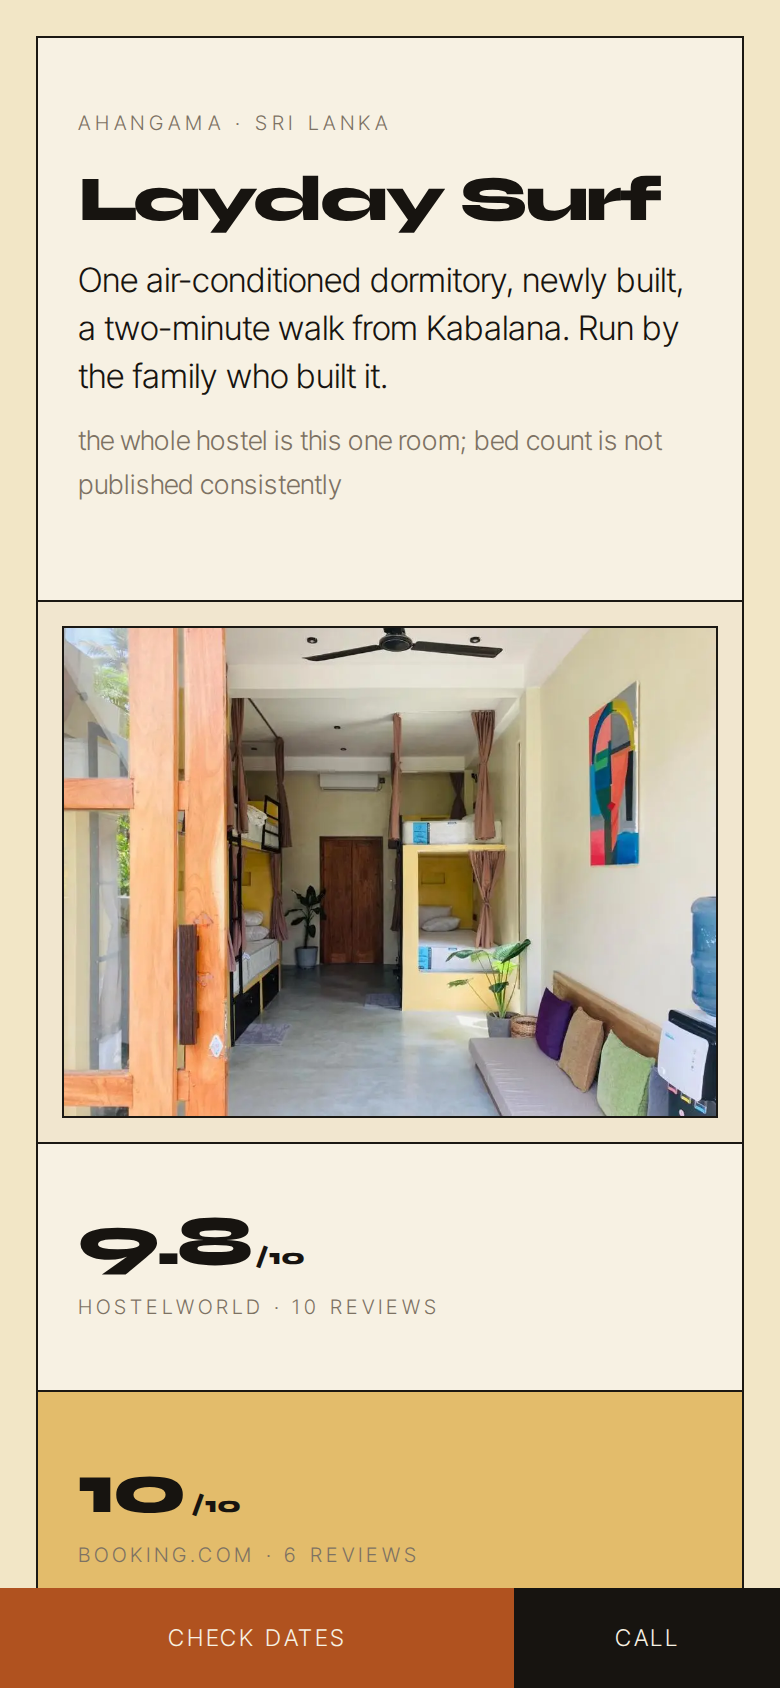 AHANGAMA · SRI LANKA
Layday Surf
One air-conditioned dormitory, newly built,
a two-minute walk from Kabalana. Run by
the family who built it.
the whole hostel is this one room; bed count is not
published consistently
9.8/10
HOSTELWORLD · 10 REVIEWS
10/10
BOOKING.COM · 6 REVIEWS
CHECK DATES
CALL